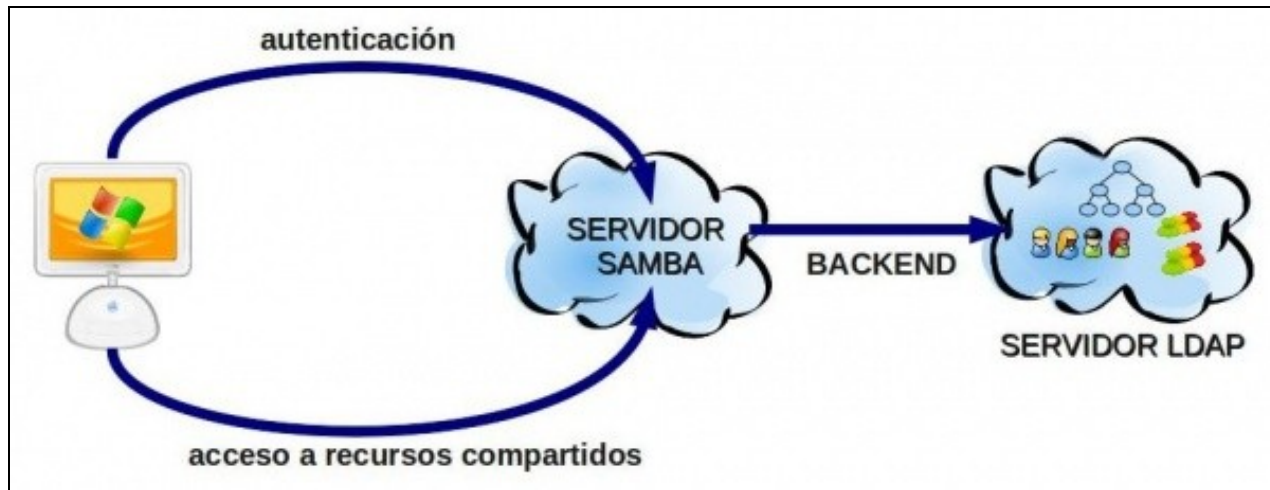 autenticación
SERVIDOR
SAMBA
BACKEND
SERVIDOR LDAP
acceso a recursos compartidos